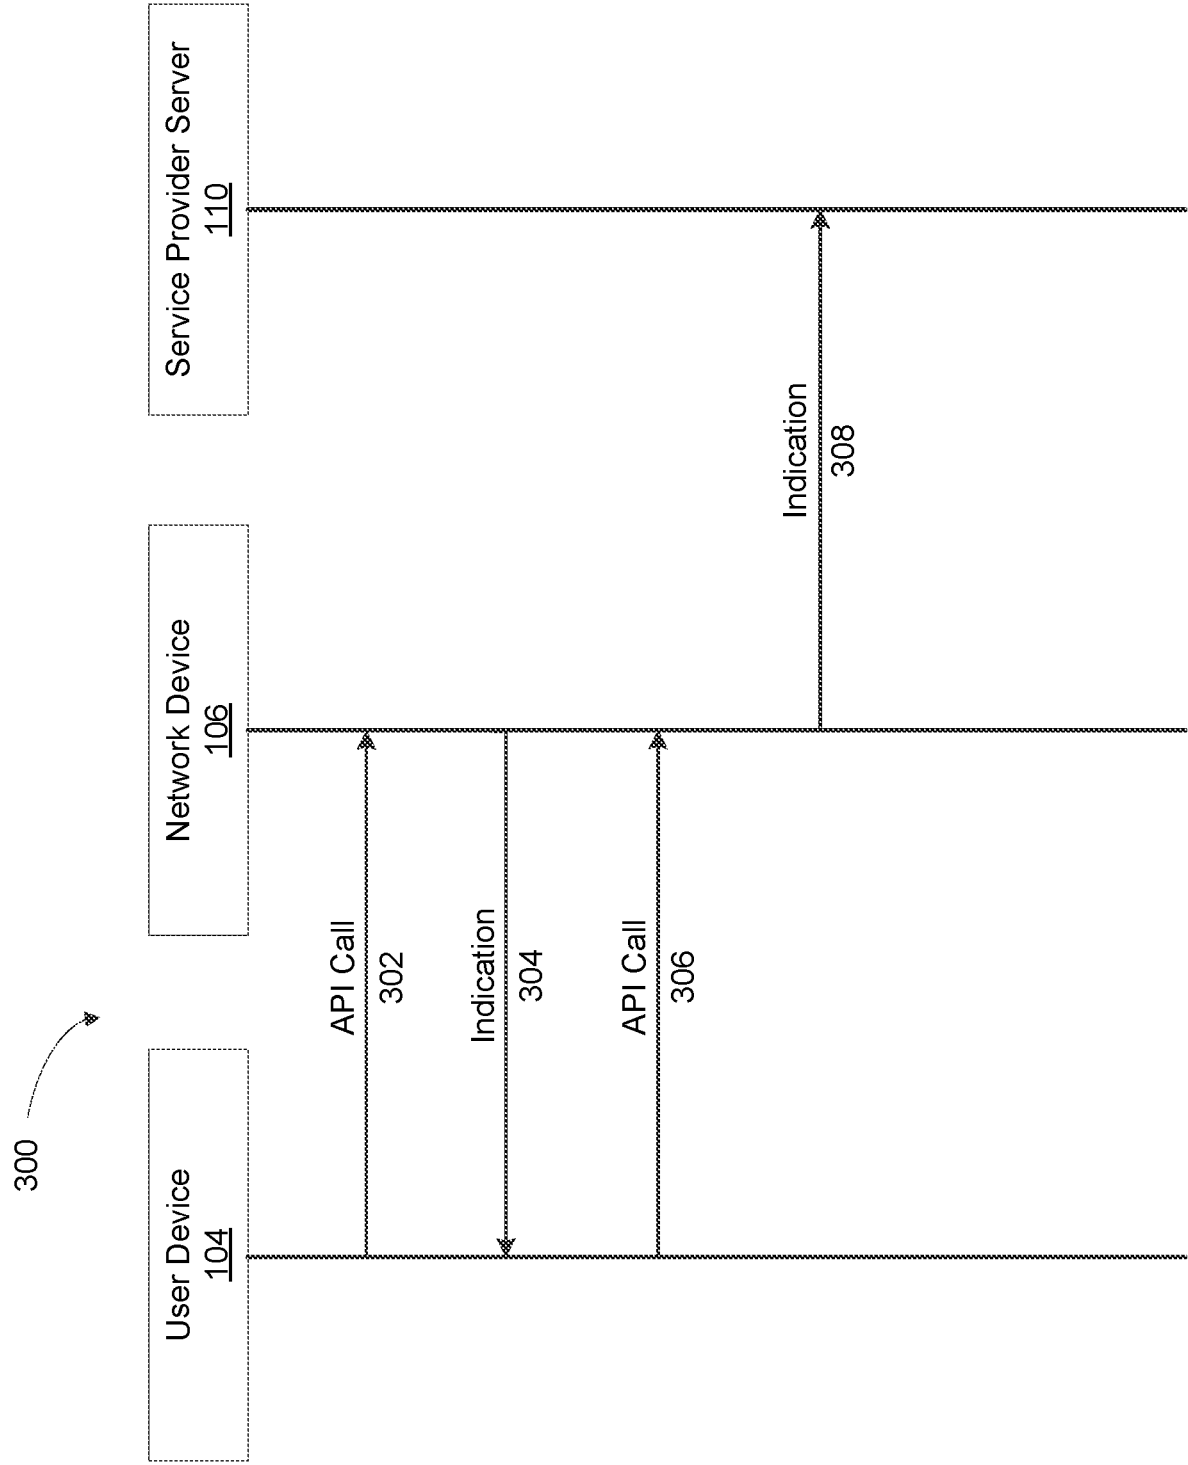 300
User Device
104
Network Device
106
Service Provider Server
110
API Call
302
Indication
304
API Call
306
Indication
308